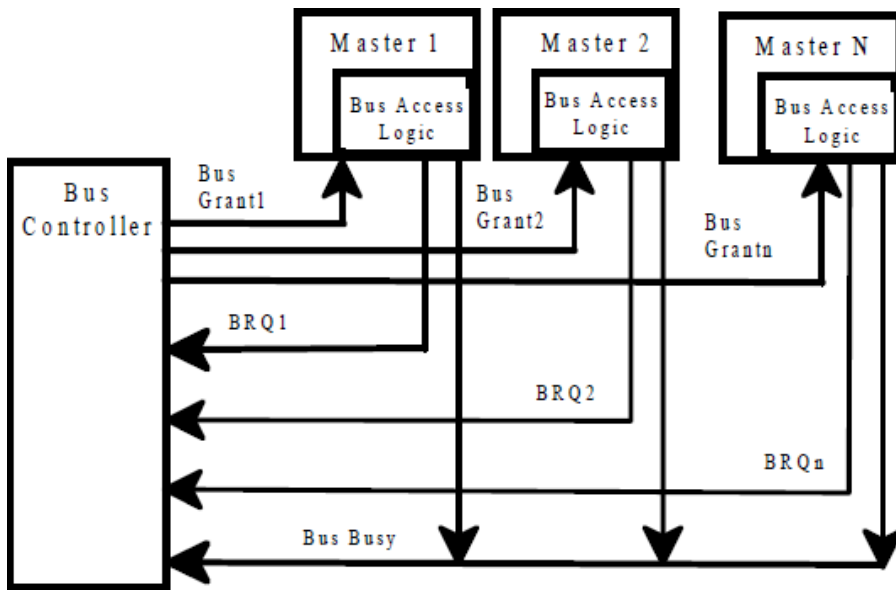 Master 1
Bus Access
Logic
Master 2
Bus Access
Logic
Master N
Bus Access
Logic
Bus
Controller
Bus
Grant1
Bus
Grant2
Bus
Grantn
BRQ1
BRQ2
BRQn
Bus Busy